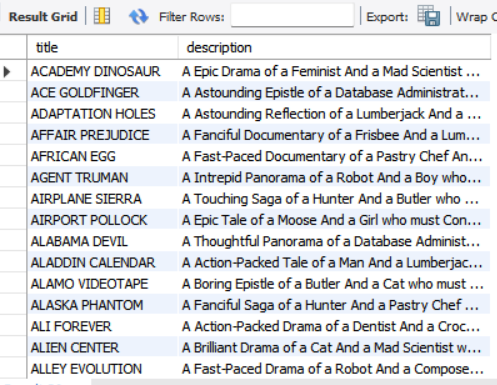 Result Grid Filter Rows: Export: Wrap C
title description
ACADEMY DINOSAUR A Epic Drama of a Feminist And a Mad Scientist ...
ACE GOLDFINGER A Astounding Epistle of a Database Administrat...
ADAPTATION HOLES A Astounding Reflection of a Lumberjack And a ...
AFFAIR PREJUDICE A Fanciful Documentary of a Frisbee And a Lum...
AFRICAN EGG A Fast-Paced Documentary of a Pastry Chef An...
AGENT TRUMAN A Intrepid Panorama of a Robot And a Boy who...
AIRPLANE SIERRA A Touching Saga of a Hunter And a Butler who ...
AIRPORT POLLOCK A Epic Tale of a Moose And a Girl who must Con...
ALABAMA DEVIL A Thoughtful Panorama of a Database Administ...
ALADDIN CALENDAR A Action-Packed Tale of a Man And a Lumberjac...
ALAMO VIDEOTAPE A Boring Epistle of a Butler And a Cat who must ...
ALASKA PHANTOM A Fanciful Saga of a Hunter And a Pastry Chef ...
ALI FOREVER A Action-Packed Drama of a Dentist And a Croc...
ALIEN CENTER A Brilliant Drama of a Cat And a Mad Scientist w...
ALLEY EVOLUTION A Fast-Paced Drama of a Robot And a Compose...